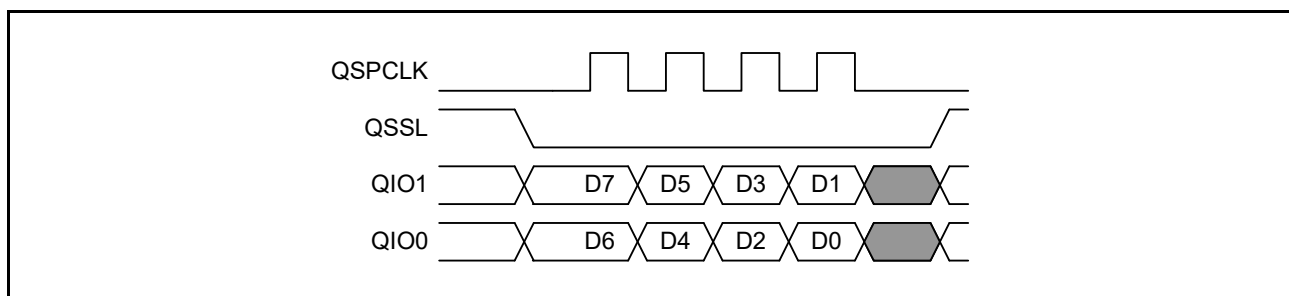 QSPCLK
QSSL
QIO1 D7 D5 D3 D1
QIO0 D6 D4 D2 D0